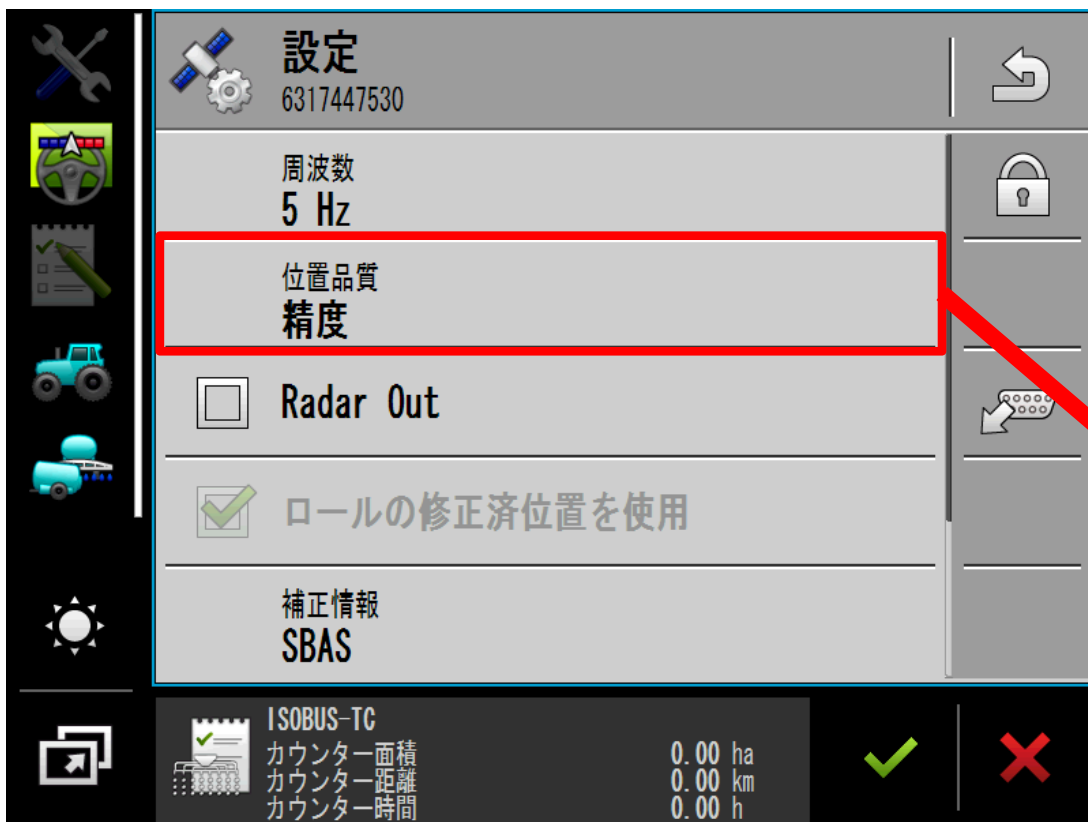 設定
6317447530
周波数
5 Hz
位置品質
精度
Radar Out
ロールの修正済位置を使用
補正情報
SBAS
ISOBUS-TC
カウンター面積 0.00 ha
カウンター距離 0.00 km
カウンター時間 0.00 h